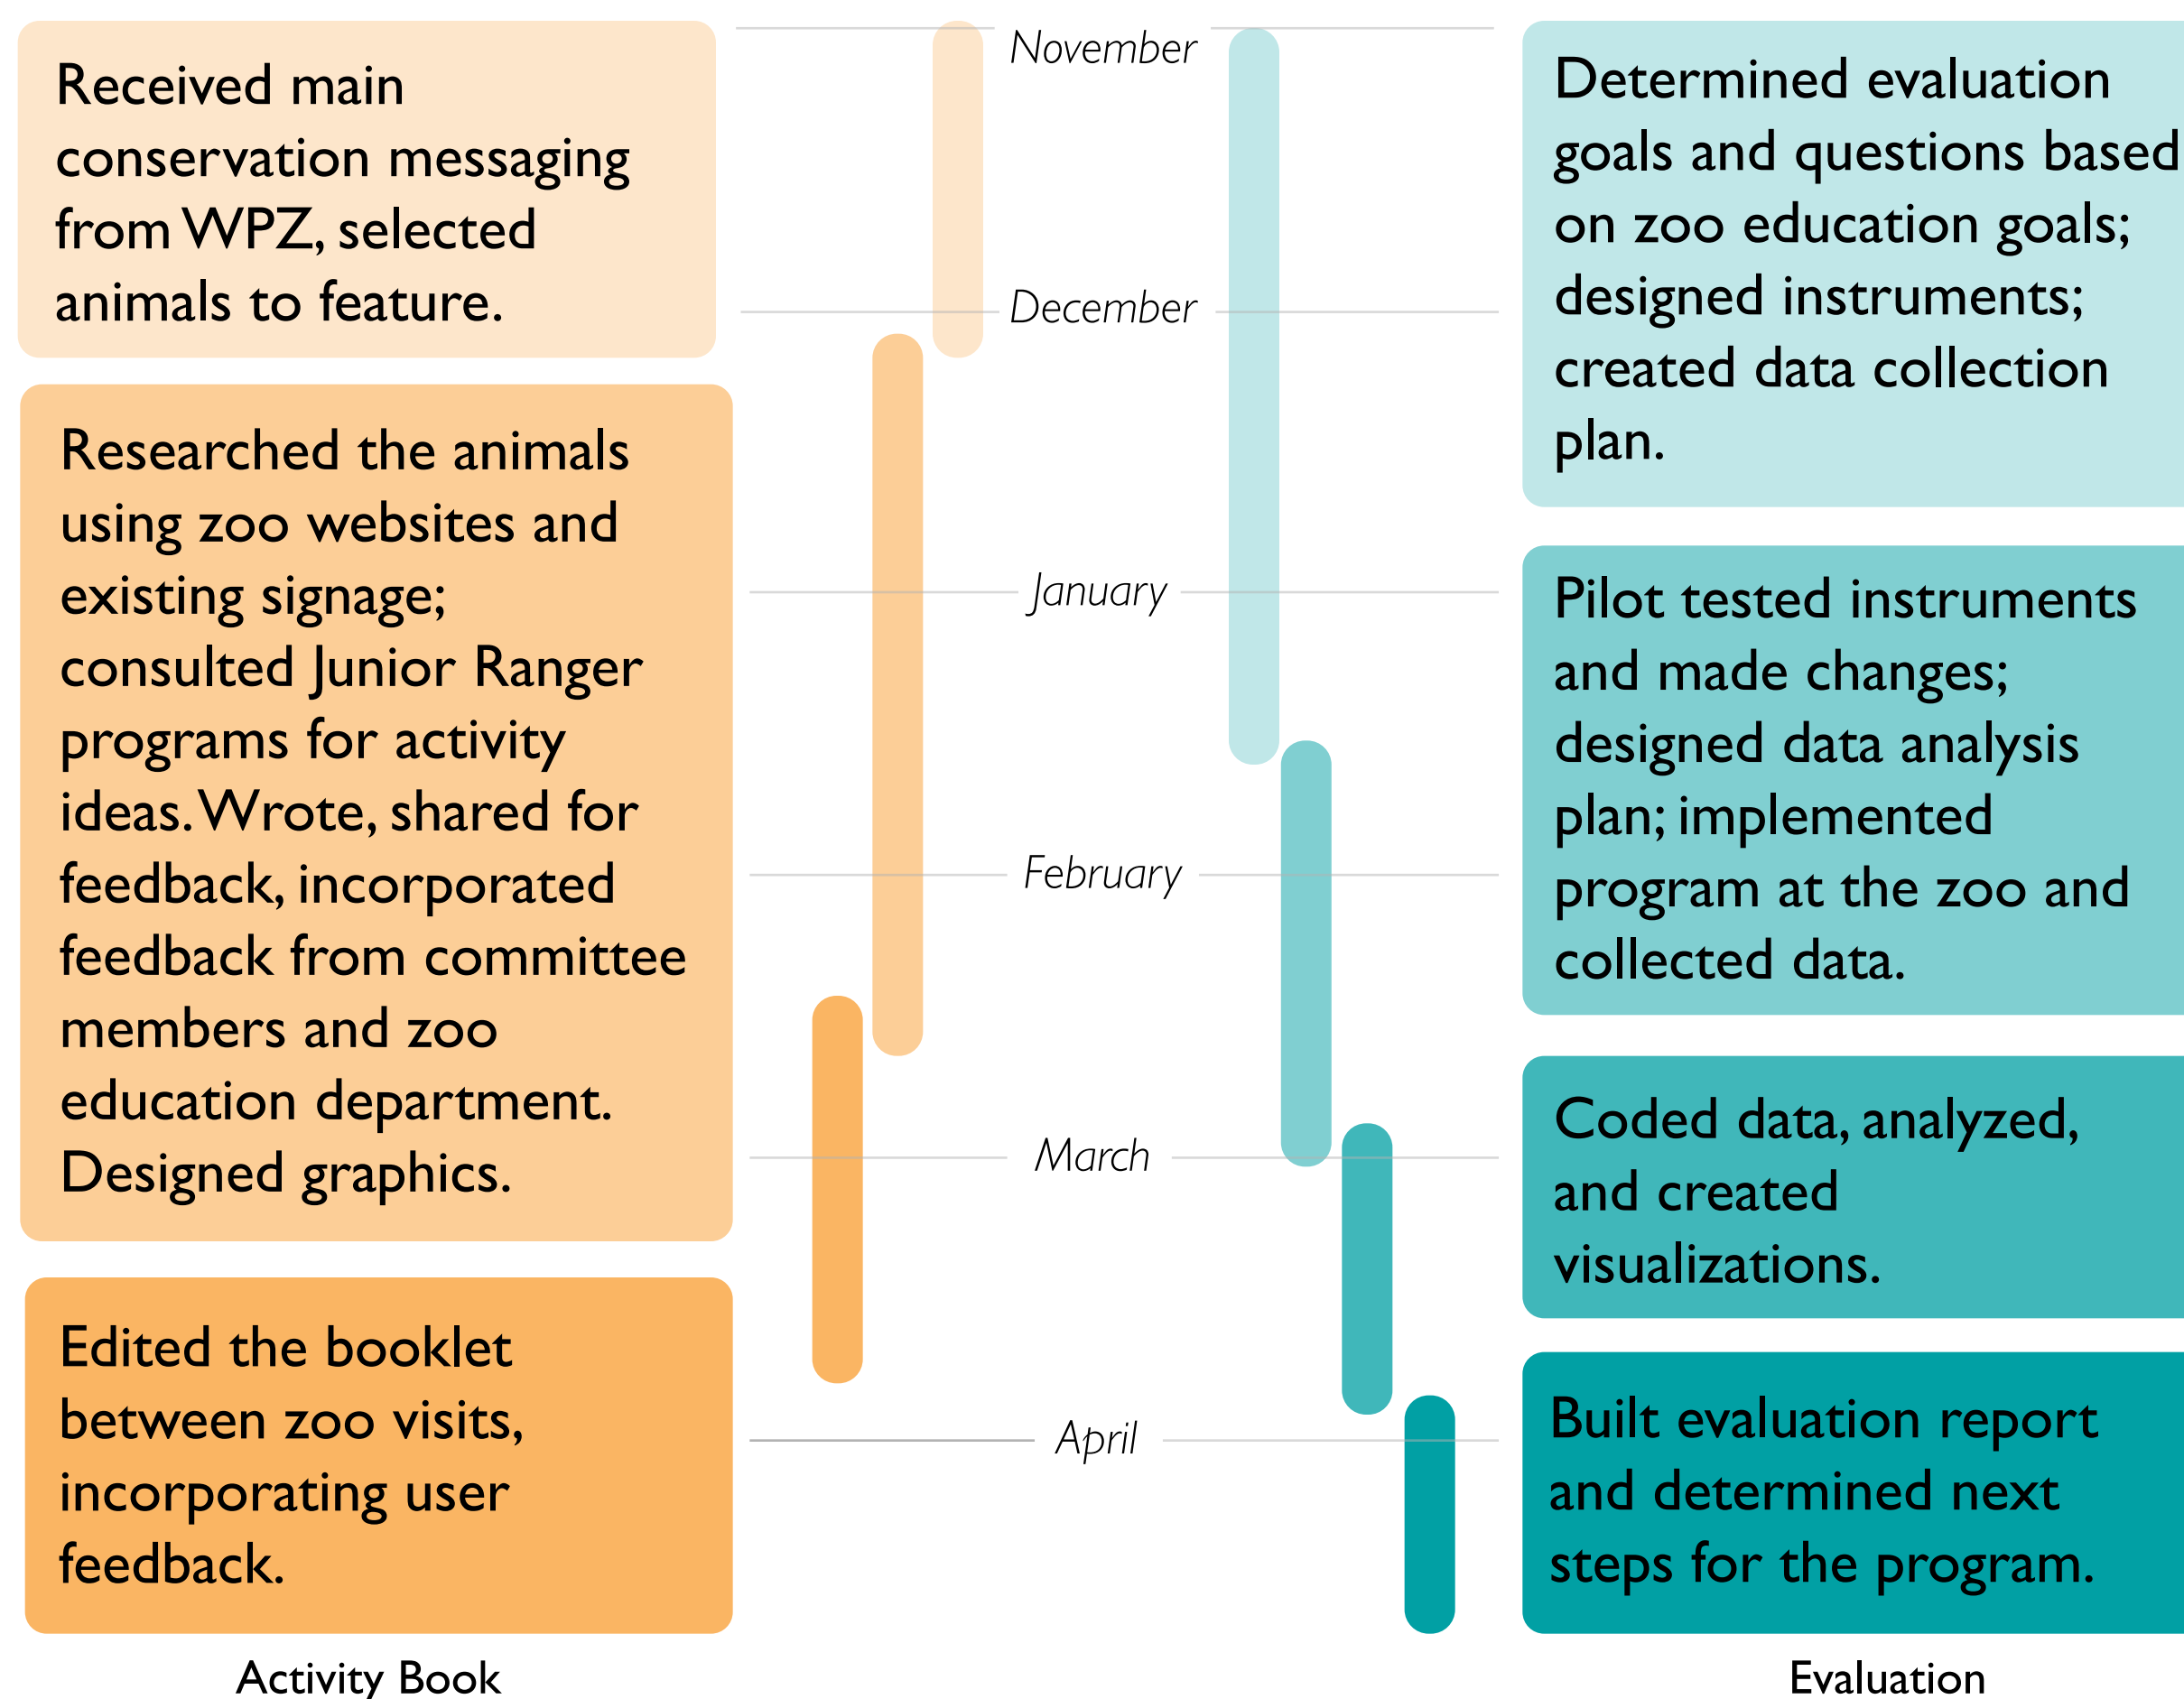 Received main
conservation messaging
from WPZ, selected
animals to feature.
Researched the animals
using zoo websites and
existing signage;
consulted Junior Ranger
programs for activity
ideas. Wrote, shared for
feedback, incorporated
feedback from committee
members and zoo
education department.
Designed graphics.
Edited the booklet
between zoo visits,
incorporating user
feedback.
Activity Book
November
December
January
February
March
April
Determined evaluation
goals and questions based
on zoo education goals;
designed instruments;
created data collection
plan.
Pilot tested instruments
and made changes;
designed data analysis
plan; implemented
program at the zoo and
collected data.
Coded data, analyzed,
and created
visualizations.
Built evaluation report
and determined next
steps for the program.
Evaluation